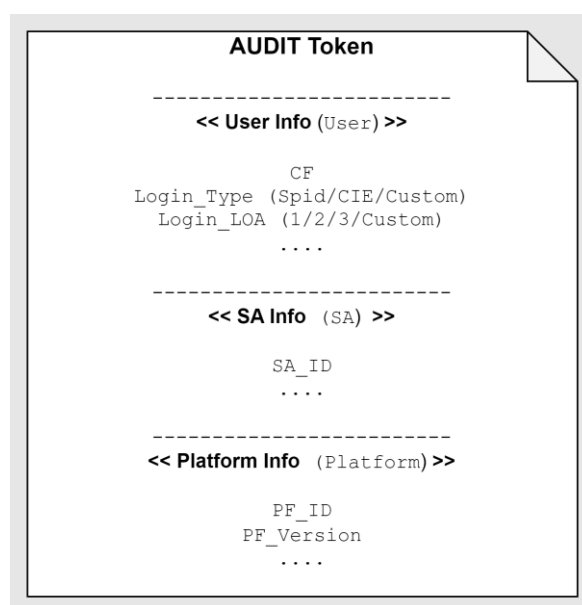 AUDIT Token
-------------------------
<< User Info (User) >>
CF
Login_Type (Spid/CIE/Custom)
Login_LOA (1/2/3/Custom)
....
-------------------------
<< SA Info (SA) >>
SA_ID
....
-------------------------
<< Platform Info (Platform) >>
PF_ID
PF_Version
....